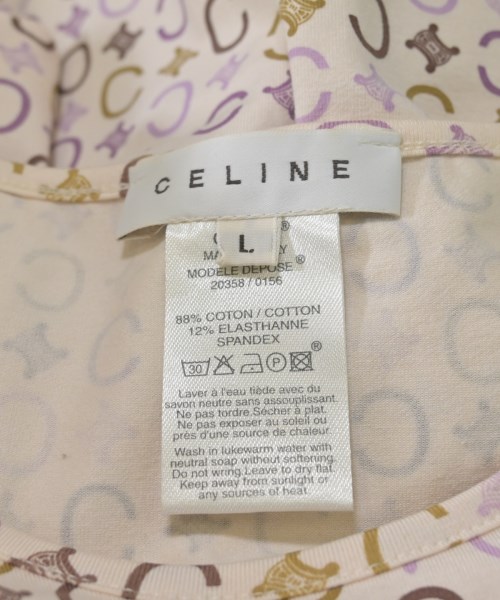 CELINE
L
MODELE DEPOSE®
20358 / 0156
88% COTON / COTTON
12% ELASTHANNE
SPANDEX
30
®
Laver à l'eau tiède avec du
savon neutre sans assouplissant.
Ne pas tordre.Sécher à plat.
Ne pas exposer au soleil ou
près d'une source de chaleur.
Wash in lukewarm water with
neutral soap without softening.
Do not wring.Leave to dry flat.
Keep away from sunlight or
any sources of heat.